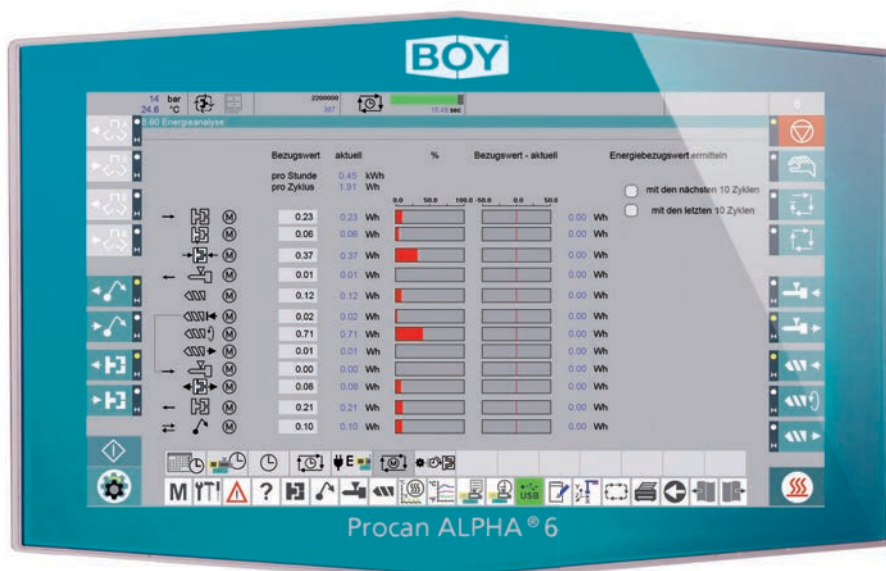 BOY
14 bar 2200000 6
24.6 °C 387 18.48 sec
5.60 Energieanalyse
Bezugswert aktuell % Bezugswert - aktuell Energiebezugswert ermitteln
pro Stunde 0.45 kWh mit den nächsten 10 Zyklen
pro Zyklus 1.91 Wh mit den letzten 10 Zyklen
0.0 50.0 100.0 -50.0 0.0 50.0
M 0.23 0.23 Wh 0.00 Wh
M 0.06 0.06 Wh 0.00 Wh
M 0.37 0.37 Wh 0.00 Wh
M 0.01 0.01 Wh 0.00 Wh
M 0.12 0.12 Wh 0.00 Wh
M 0.02 0.02 Wh 0.00 Wh
M 0.71 0.71 Wh 0.00 Wh
M 0.01 0.01 Wh 0.00 Wh
M 0.00 0.00 Wh 0.00 Wh
M 0.08 0.08 Wh 0.00 Wh
M 0.21 0.21 Wh 0.00 Wh
M 0.10 0.10 Wh 0.00 Wh
E M
M ? USB
Procan ALPHA® 6